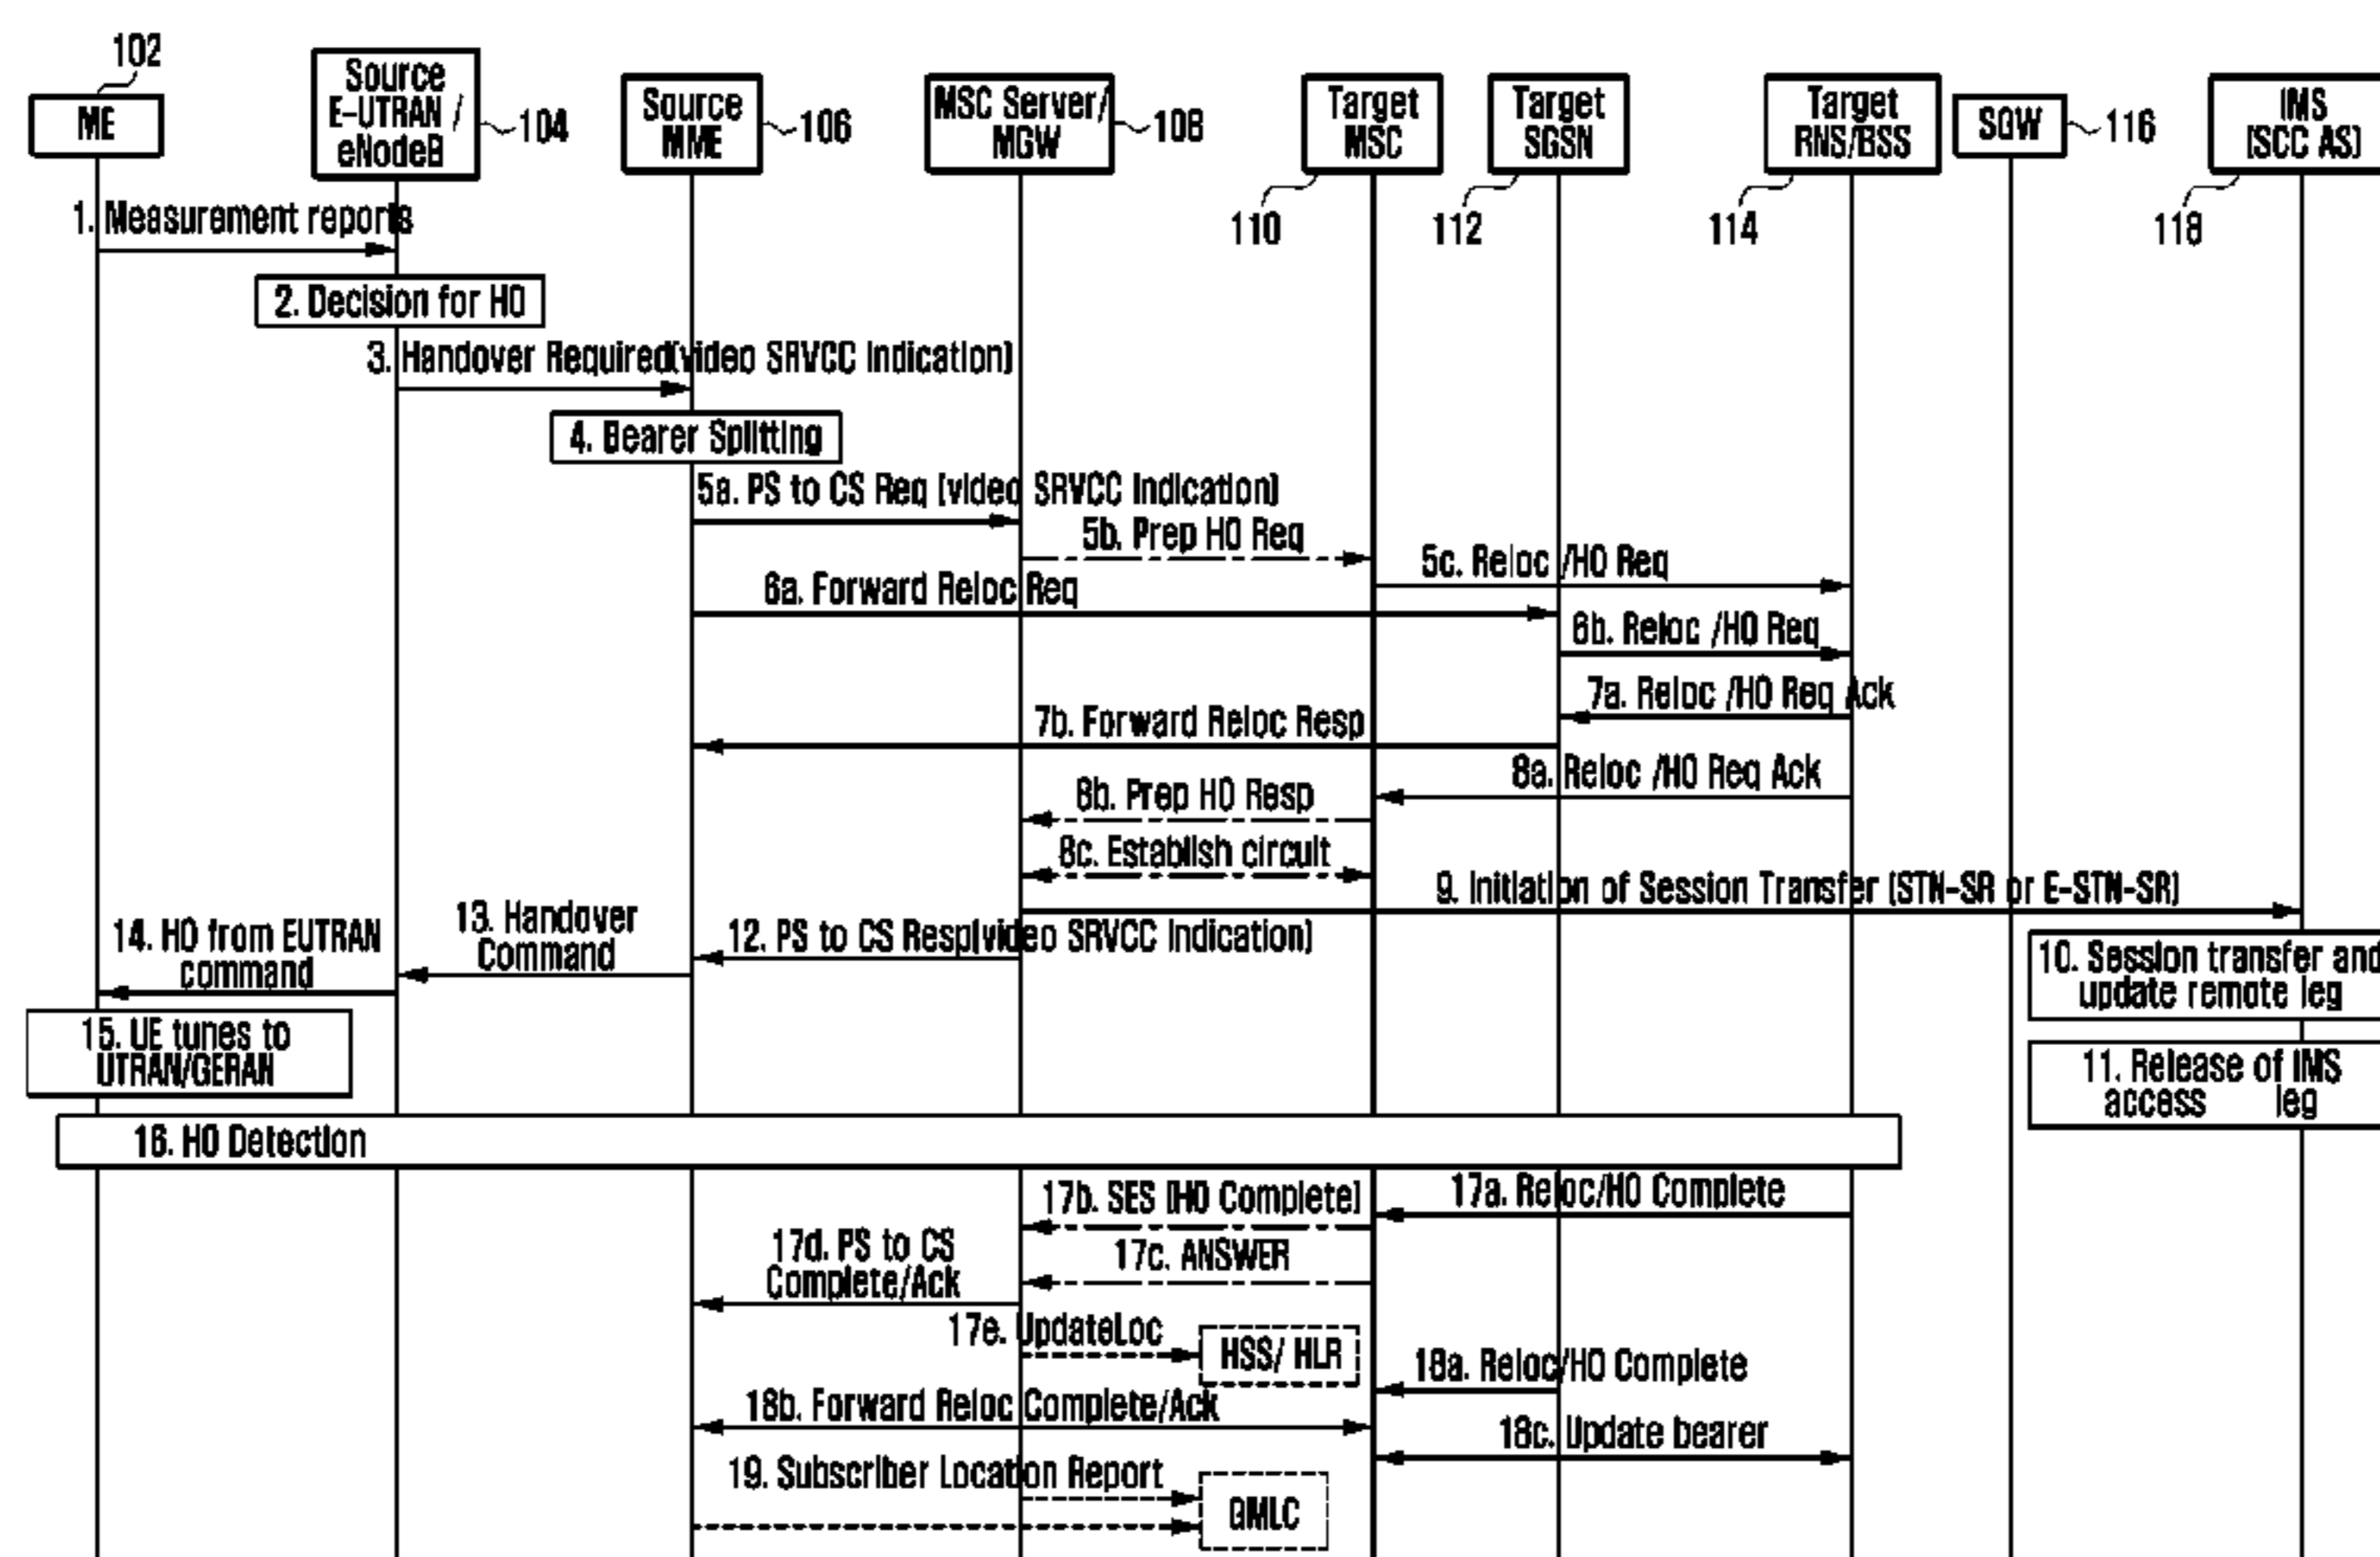 102
ME
Source
E-UTRAN /
eNodeB
104
Source
MME
106
MSC Server/
MGW
108
Target
MSC
110
Target
SGSN
112
Target
RNS/BSS
114
SGW
116
IMS
(SCC AS)
118
1. Measurement reports
2. Decision for HO
3. Handover Required(video SRVCC Indication)
4. Bearer Splitting
5a. PS to CS Req (video SRVCC Indication)
5b. Prep HO Req
5c. Reloc /HO Req
6a. Forward Reloc Req
6b. Reloc /HO Req
7a. Reloc /HO Req Ack
7b. Forward Reloc Resp
8a. Reloc /HO Req Ack
8b. Prep HO Resp
8c. Establish circuit
9. Initiation of Session Transfer (STN-SR or E-STN-SR)
10. Session transfer and
update remote leg
11. Release of IMS
access leg
12. PS to CS Resp(video SRVCC Indication)
13. Handover
Command
14. HO from EUTRAN
command
15. UE tunes to
UTRAN/GERAN
16. HO Detection
17a. Reloc/HO Complete
17b. SES (HO Complete)
17c. ANSWER
17d. PS to CS
Complete/Ack
17e. UpdateLoc
HSS/ HLR
18a. Reloc/HO Complete
18b. Forward Reloc Complete/Ack
18c. Update bearer
19. Subscriber Location Report
GMLC